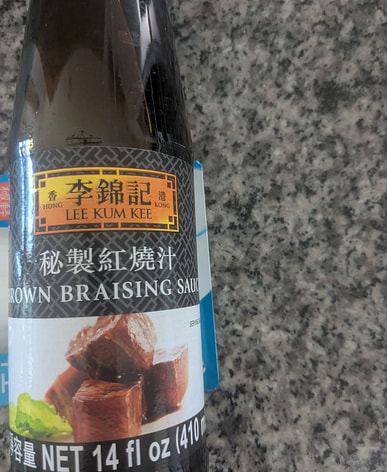 香 李錦記 港
HONG LEE KUM KEE KONG
秘製紅燒汁
ROWN BRAISING SAUC
容量 NET 14 fl oz (410 m